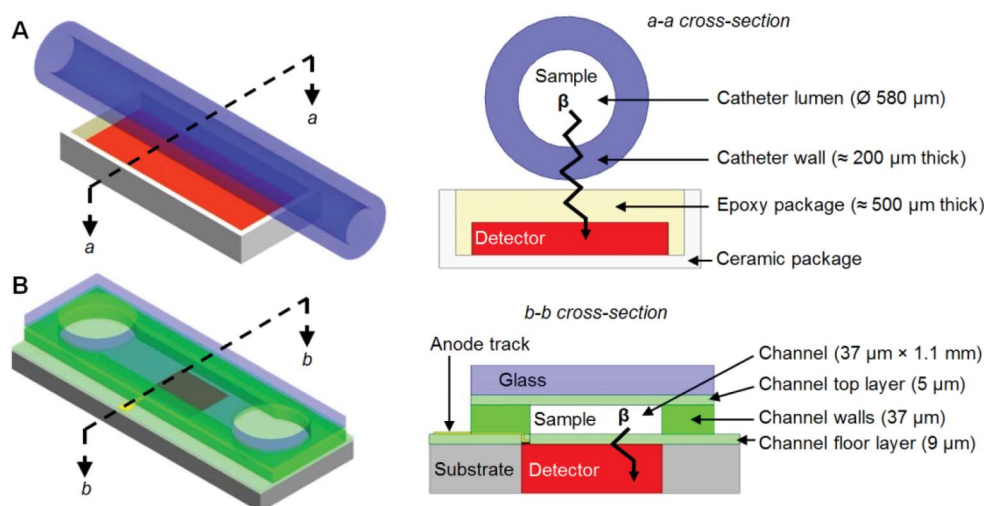 A
a
a
a-a cross-section
Sample
β
Catheter lumen (Ø 580 μm)
Catheter wall (≈ 200 μm thick)
Epoxy package (≈ 500 μm thick)
Detector
Ceramic package
B
b
b
b-b cross-section
Anode track
Glass
Sample
β
Substrate
Detector
Channel (37 μm × 1.1 mm)
Channel top layer (5 μm)
Channel walls (37 μm)
Channel floor layer (9 μm)